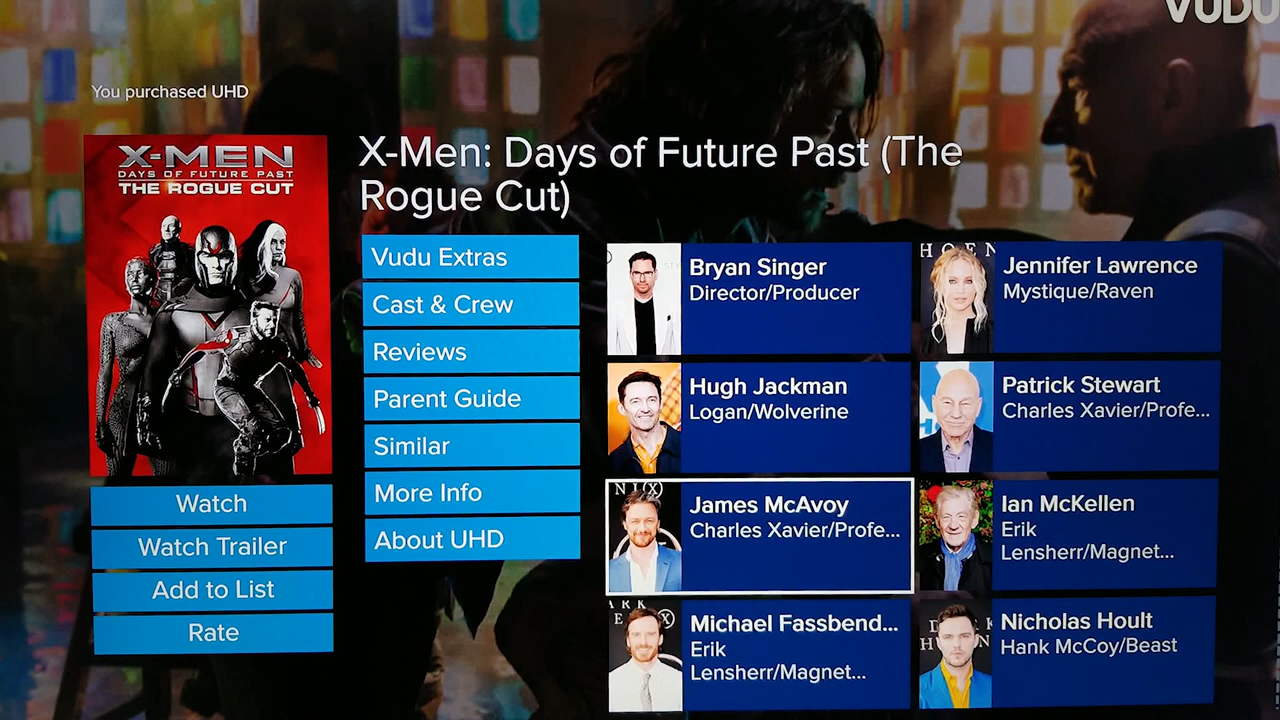 VUDU
You purchased UHD
X-MEN
DAYS OF FUTURE PAST
THE ROGUE CUT
Watch
Watch Trailer
Add to List
Rate
X-Men: Days of Future Past (The
Rogue Cut)
Vudu Extras
Cast & Crew
Reviews
Parent Guide
Similar
More Info
About UHD
Bryan Singer
Director/Producer
Jennifer Lawrence
Mystique/Raven
Hugh Jackman
Logan/Wolverine
Patrick Stewart
Charles Xavier/Profe...
James McAvoy
Charles Xavier/Profe...
Ian McKellen
Erik
Lensherr/Magnet...
Michael Fassbend...
Erik
Lensherr/Magnet...
Nicholas Hoult
Hank McCoy/Beast